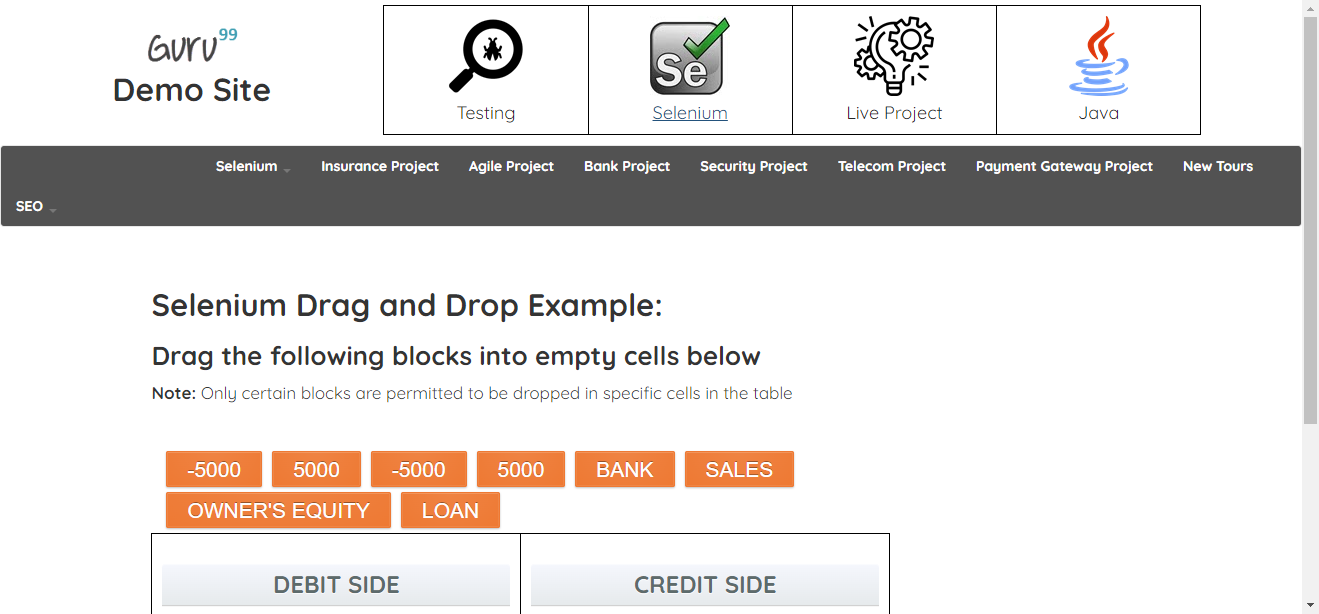 Guru99
Demo Site
Testing
Se
Selenium
Live Project
Java
Selenium Insurance Project Agile Project Bank Project Security Project Telecom Project Payment Gateway Project New Tours
SEO
Selenium Drag and Drop Example:
Drag the following blocks into empty cells below
Note: Only certain blocks are permitted to be dropped in specific cells in the table
-5000 5000 -5000 5000 BANK SALES
OWNER'S EQUITY LOAN
DEBIT SIDE CREDIT SIDE